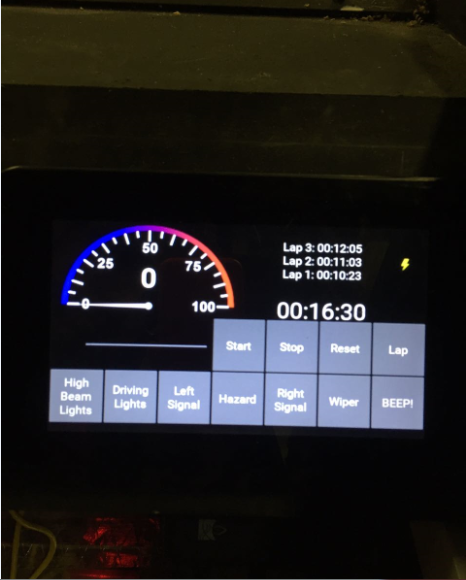 50
25
75
0
0
100
Lap 3: 00:12:05
Lap 2: 00:11:03
Lap 1: 00:10:23
00:16:30
Start
Stop
Reset
Lap
High
Beam
Lights
Driving
Lights
Left
Signal
Hazard
Right
Signal
Wiper
BEEP!